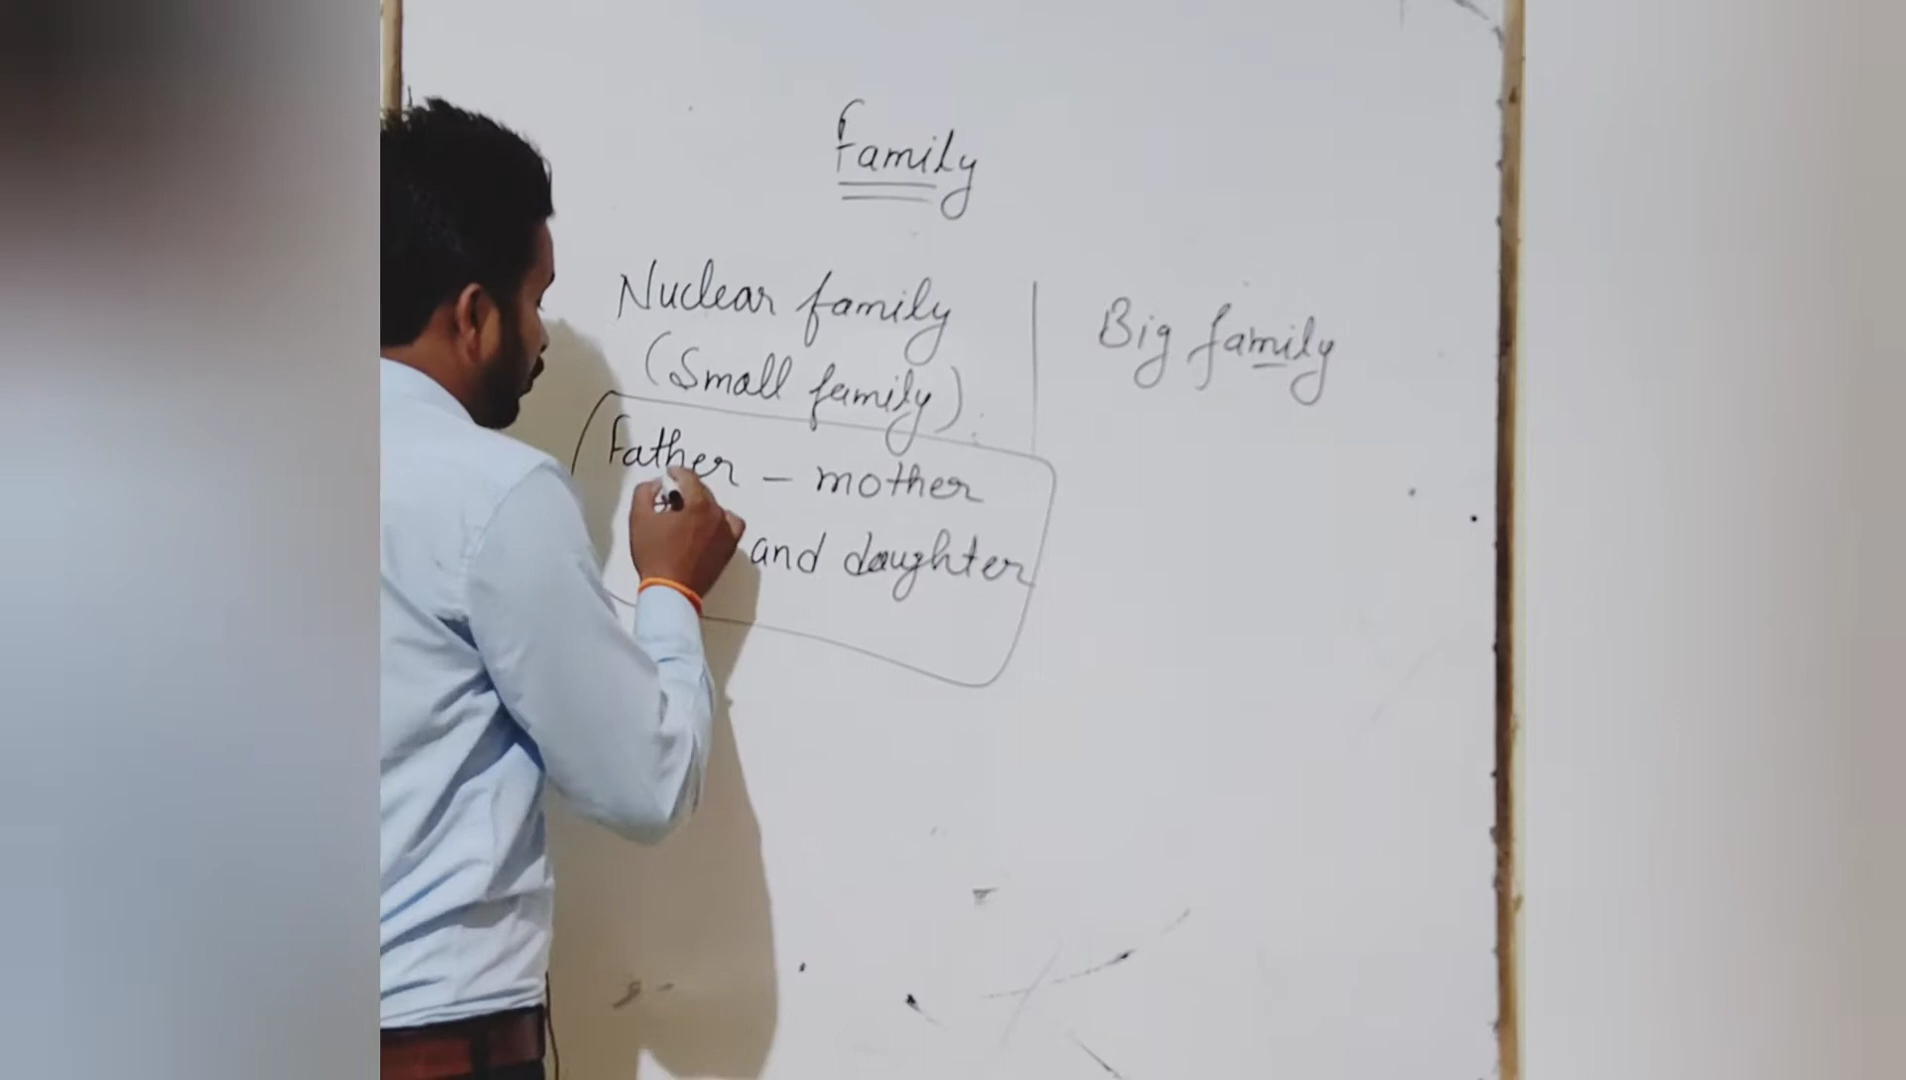 Family
Nuclear family
(Small family)
Father - mother
and daughter
Big family